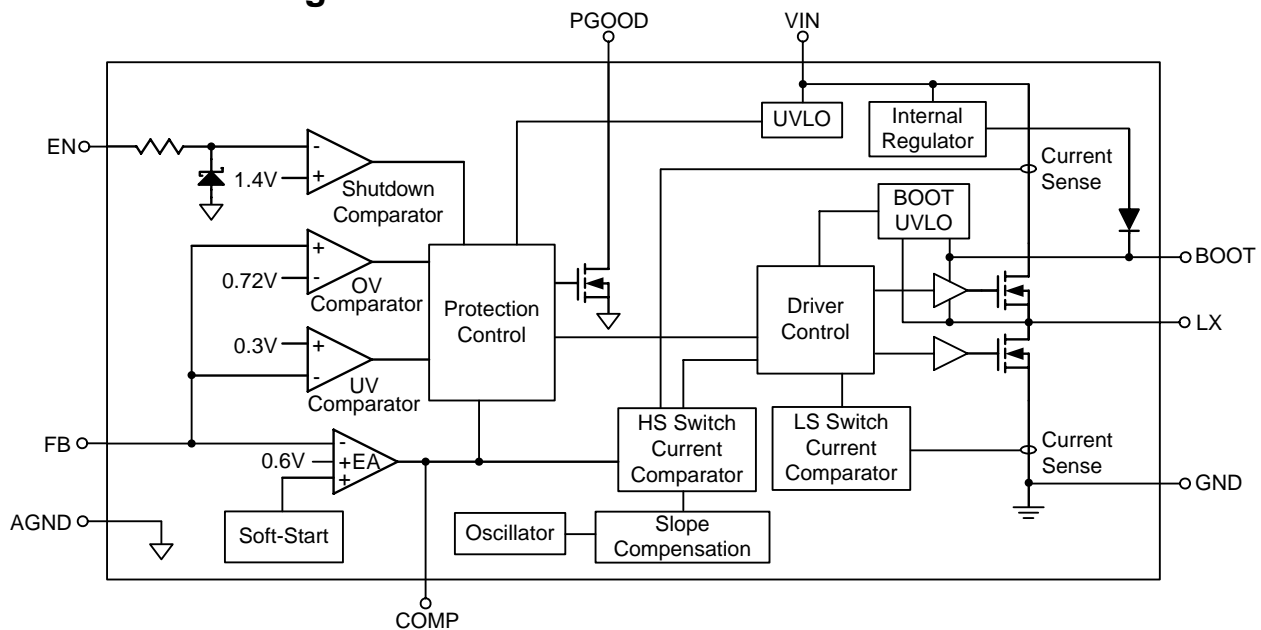 PGOOD
VIN
UVLO
Internal
Regulator
EN
1.4V
-
+
Shutdown
Comparator
Current
Sense
BOOT
UVLO
BOOT
+
0.72V
-
OV
Comparator
Protection
Control
Driver
Control
LX
0.3V
+
-
UV
Comparator
FB
-
0.6V
+EA
+
HS Switch
Current
Comparator
LS Switch
Current
Comparator
Current
Sense
GND
AGND
Soft-Start
Oscillator
Slope
Compensation
COMP